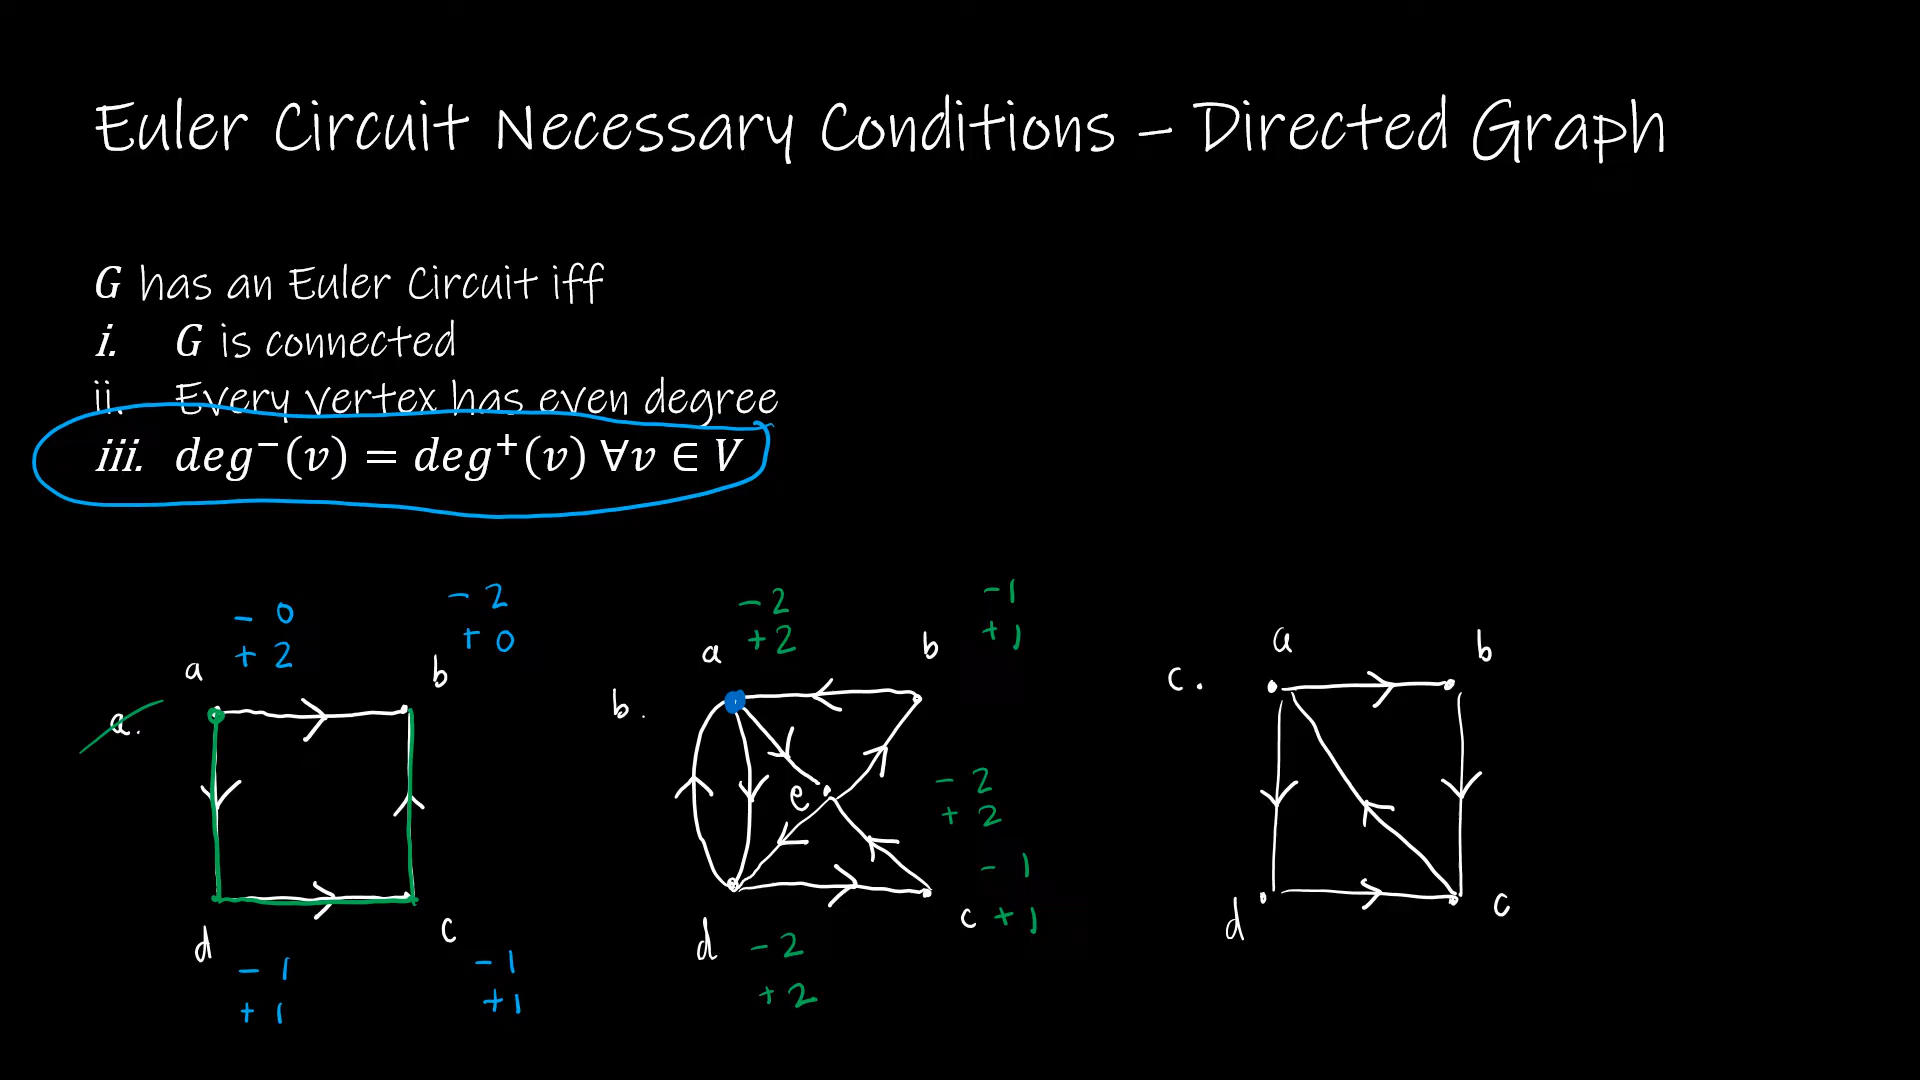 Euler Circuit Necessary Conditions – Directed Graph
G has an Euler Circuit iff
i. G is connected
ii. Every vertex has even degree
iii. deg⁻(v) = deg⁺(v) ∀v ∈ V
a.
a
- 0
+ 2
b
- 2
+ 0
d
- 1
+ 1
c
- 1
+ 1
b.
a
- 2
+ 2
b
- 1
+ 1
e
- 2
+ 2
d
- 2
+ 2
c
- 1
+ 1
c.
a
b
d
c